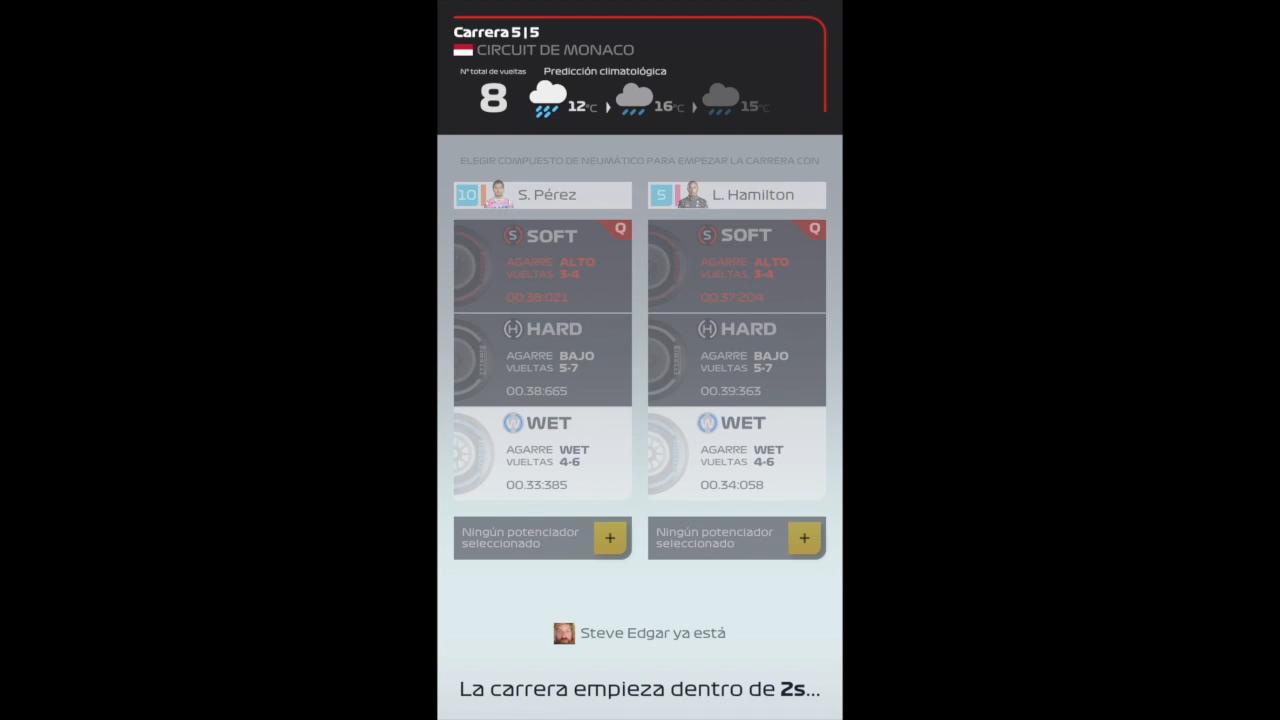 Carrera 5|5
CIRCUIT DE MONACO
Nº total de vueltas
Predicción climatológica
8
12°C
16°C
15°C
ELEGIR COMPUESTO DE NEUMÁTICO PARA EMPEZAR LA CARRERA CON
10 S. Pérez
5 L. Hamilton
S SOFT Q
AGARRE ALTO
VUELTAS 3-4
00.38:021
S SOFT Q
AGARRE ALTO
VUELTAS 3-4
00.37:204
H HARD
AGARRE BAJO
VUELTAS 5-7
00.38:665
H HARD
AGARRE BAJO
VUELTAS 5-7
00.39:363
W WET
AGARRE WET
VUELTAS 4-6
00.33:385
W WET
AGARRE WET
VUELTAS 4-6
00.34:058
Ningún potenciador
seleccionado
+
Ningún potenciador
seleccionado
+
Steve Edgar ya está
La carrera empieza dentro de 2s...